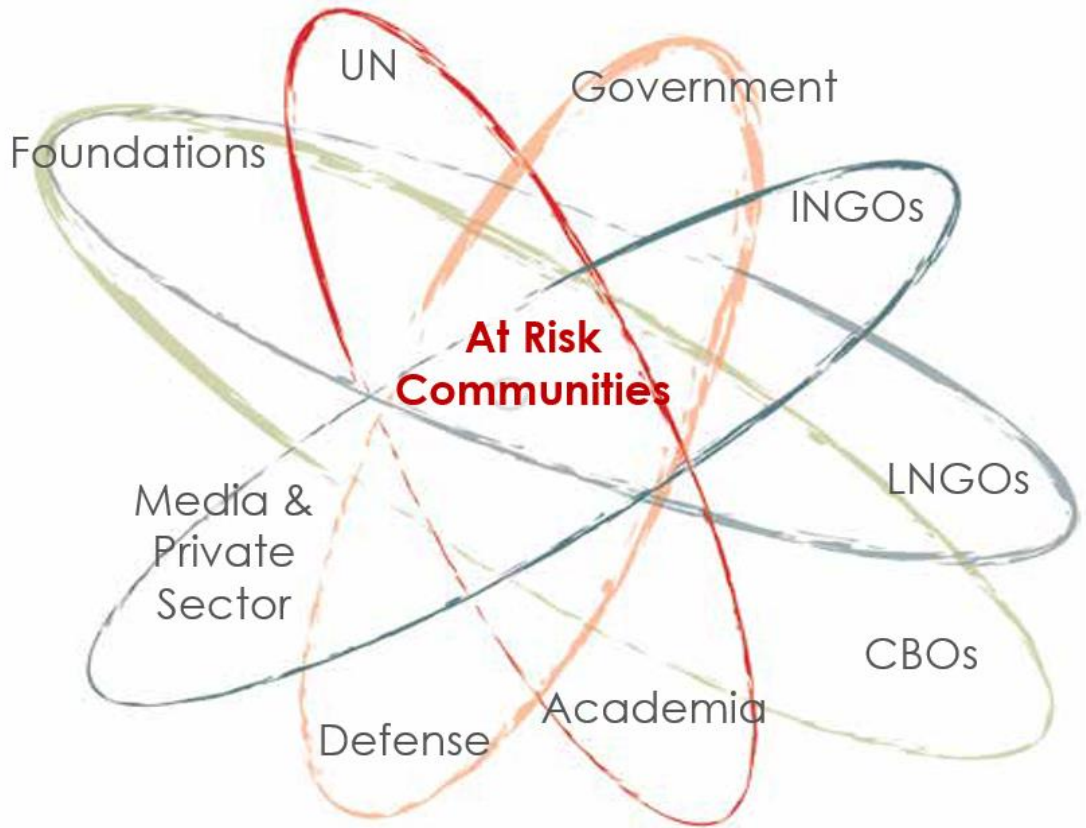 UN
Government
Foundations
INGOs
At Risk
Communities
LNGOs
Media &
Private
Sector
CBOs
Academia
Defense